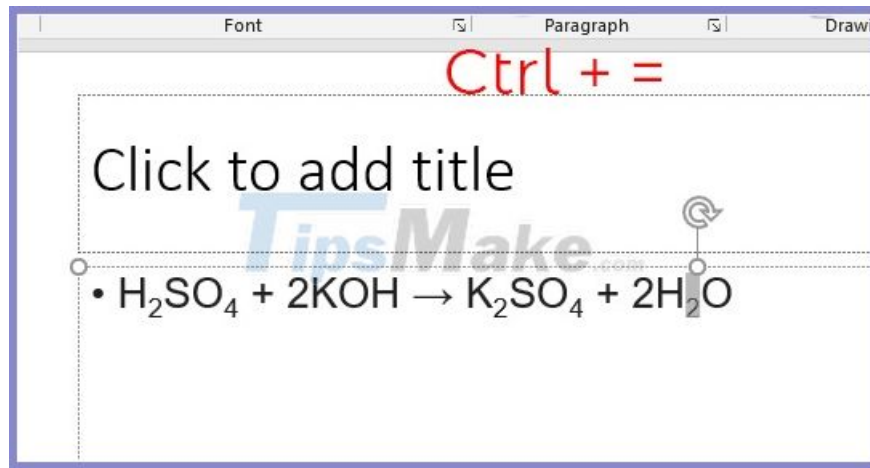 Font Paragraph Drawi
Ctrl + =
Click to add title
TipsMake.com
• H₂SO₄ + 2KOH → K₂SO₄ + 2H₂O